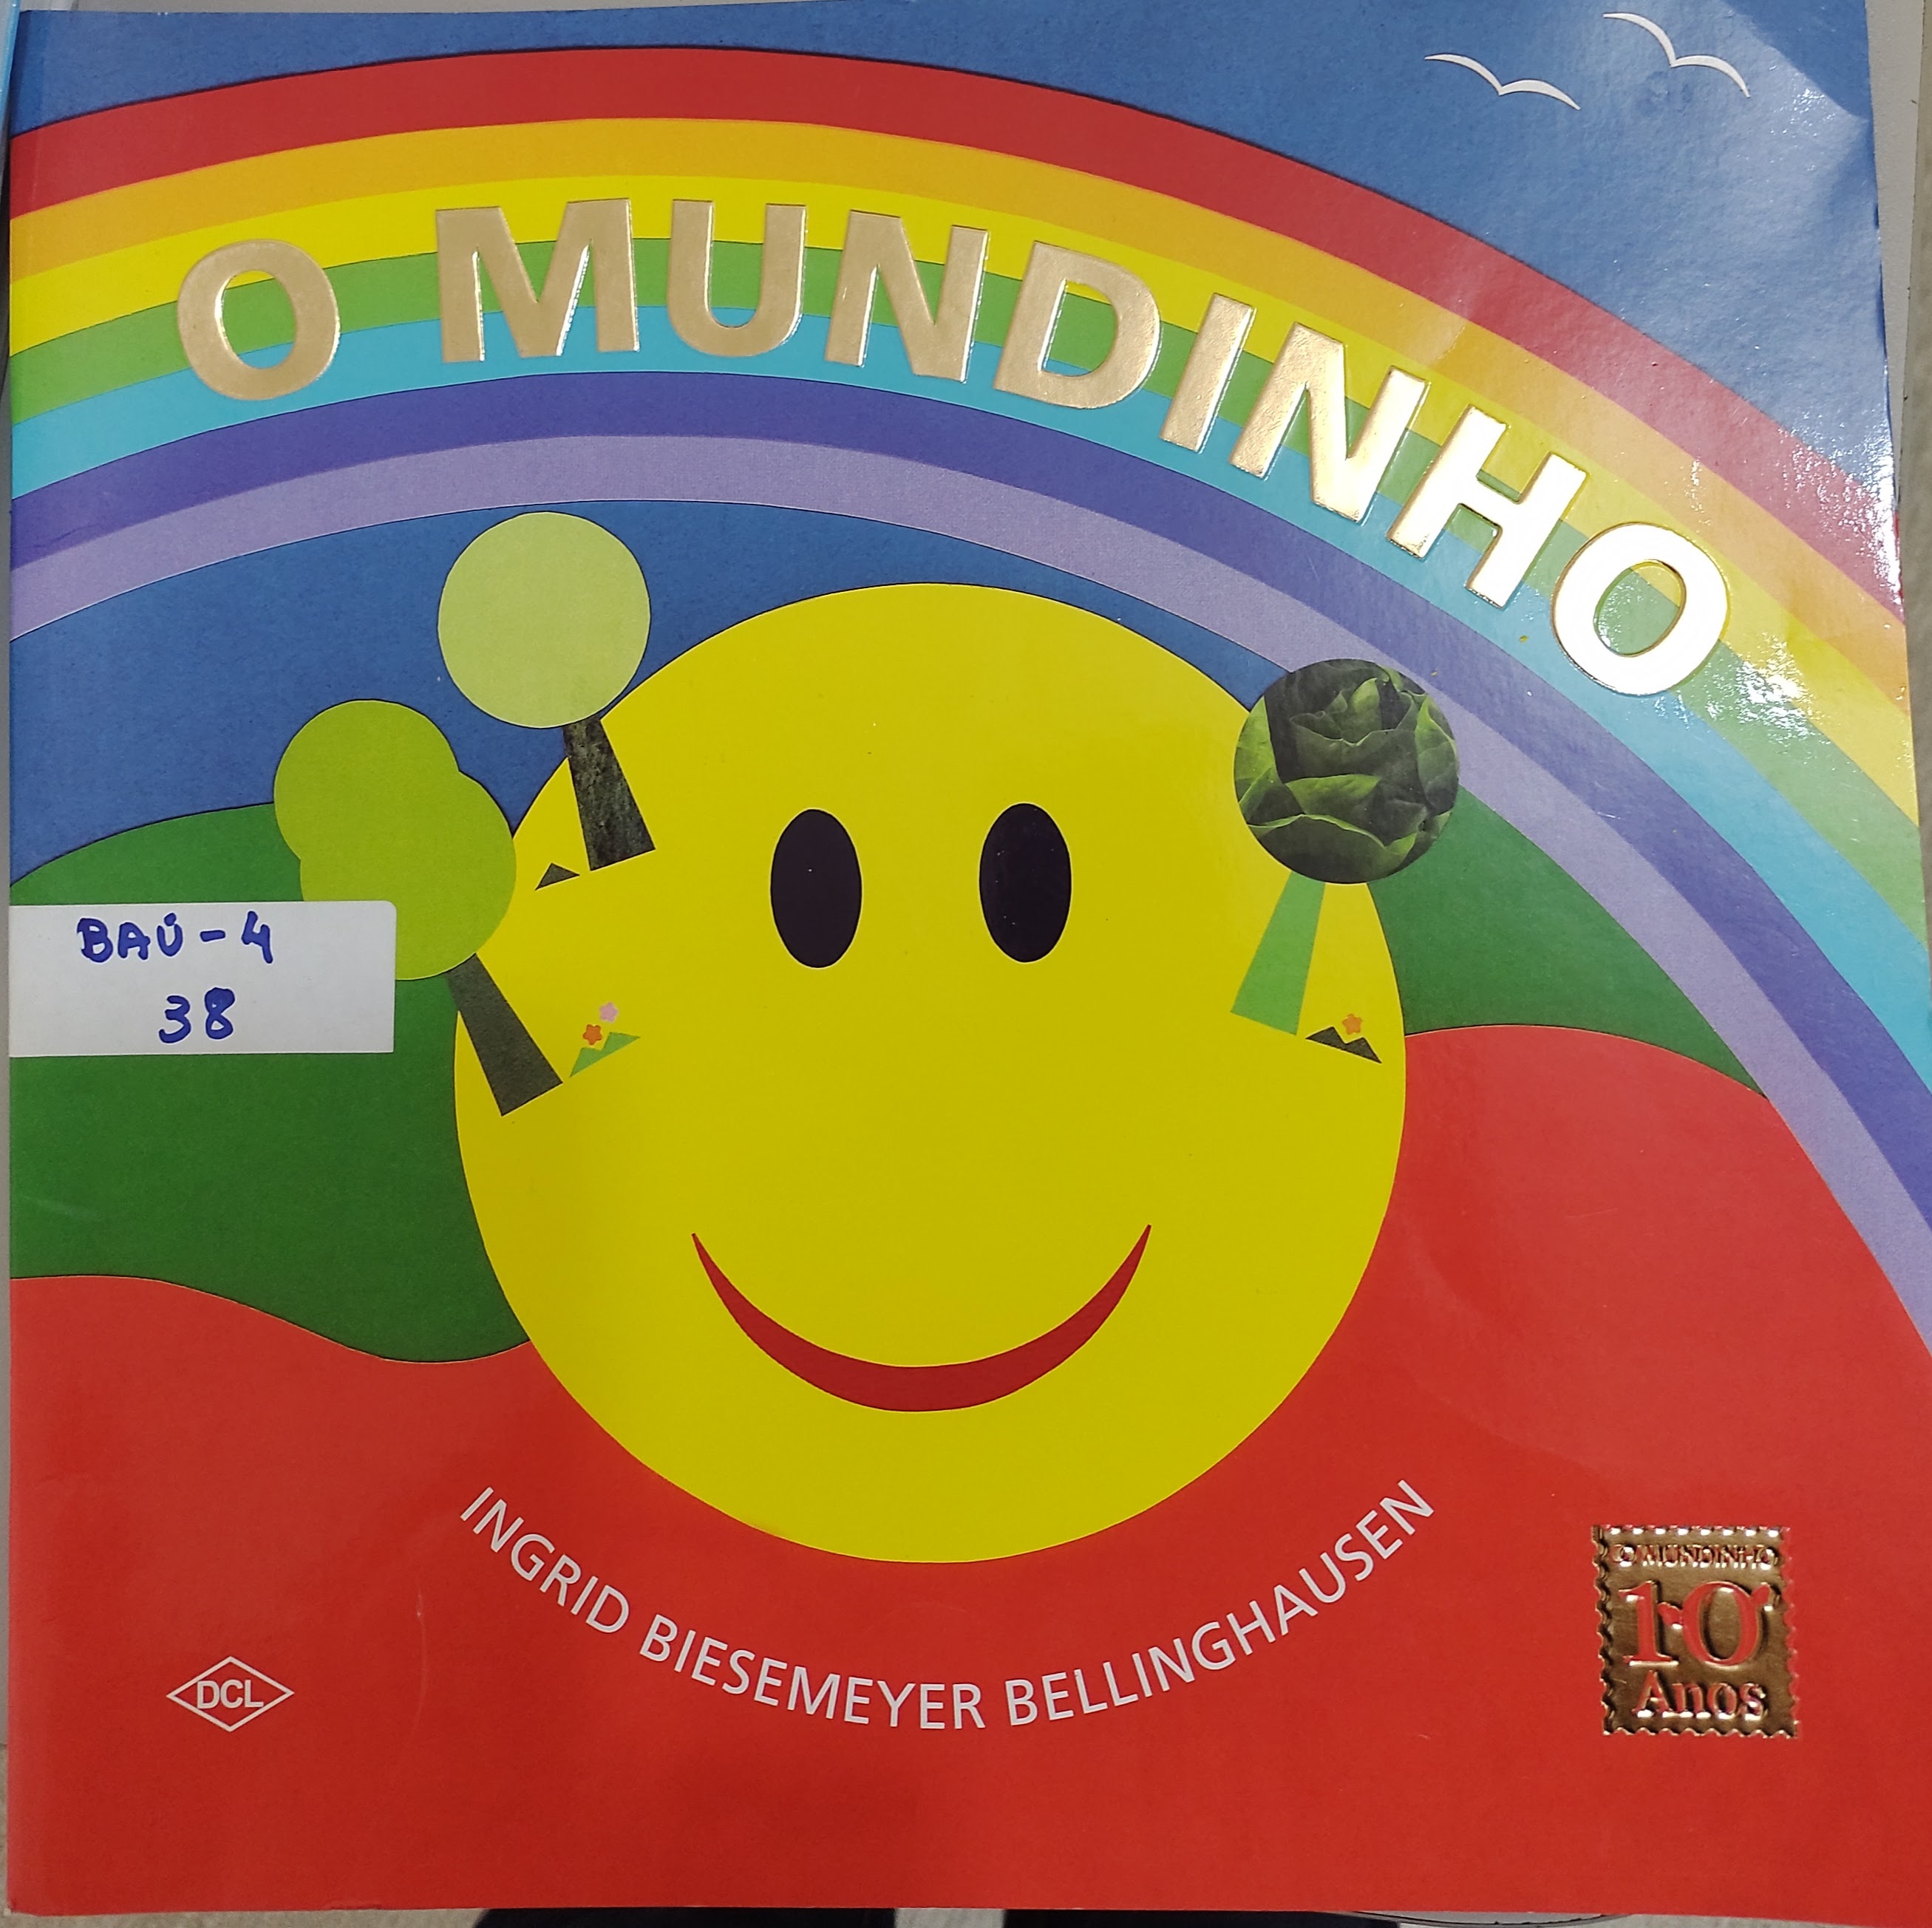 O MUNDINHO
BAÚ - 4
38
INGRID BIESEMEYER BELLINGHAUSEN
DCL
O MUNDINHO
10
Anos